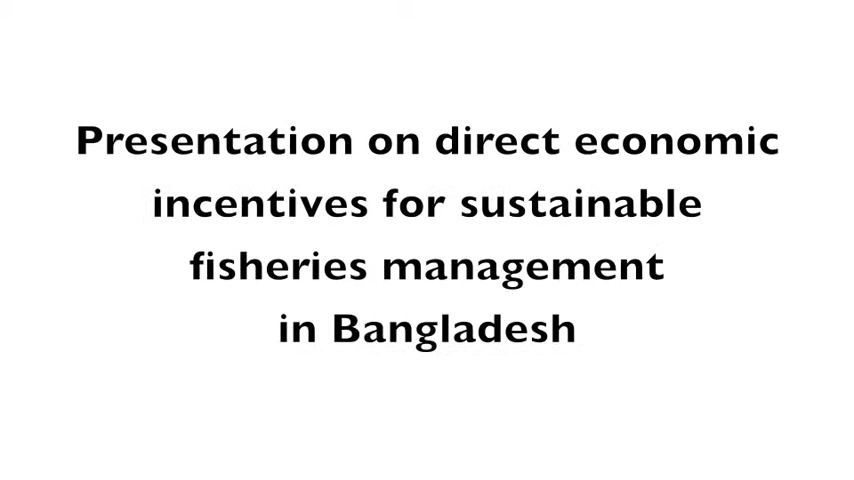 Presentation on direct economic
incentives for sustainable
fisheries management
in Bangladesh